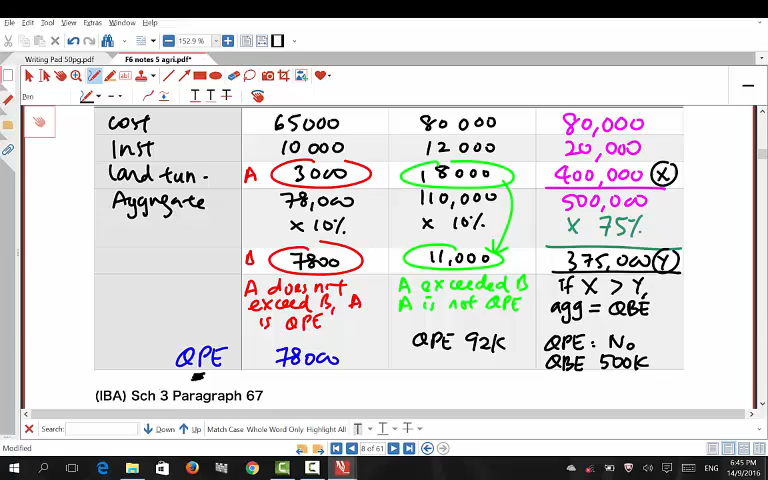 File Edit Tool View Extras Window Help
152.9 %
Writing Pad 50pg.pdf F6 notes 5 agri.pdf*
Pen
T T T
Cost 65000 80 000 80,000
Inst 10 000 12 000 20,000
Land tun. A 3000 18000 400,000 X
Aggregate 78,000 110,000 500,000
x 10% x 10% x 75%
B 7800 11,000 375,000 Y
A does not exceed B, A is QPE
A exceeded B
A is not QPE
If X > Y,
agg = QBE
QPE 92K
QPE : No
QBE 500K
QPE 78000
(IBA) Sch 3 Paragraph 67
Search: Down Up Match Case Whole Word Only Highlight All
Modified 8 of 61
ENG 6:45 PM
14/9/2016